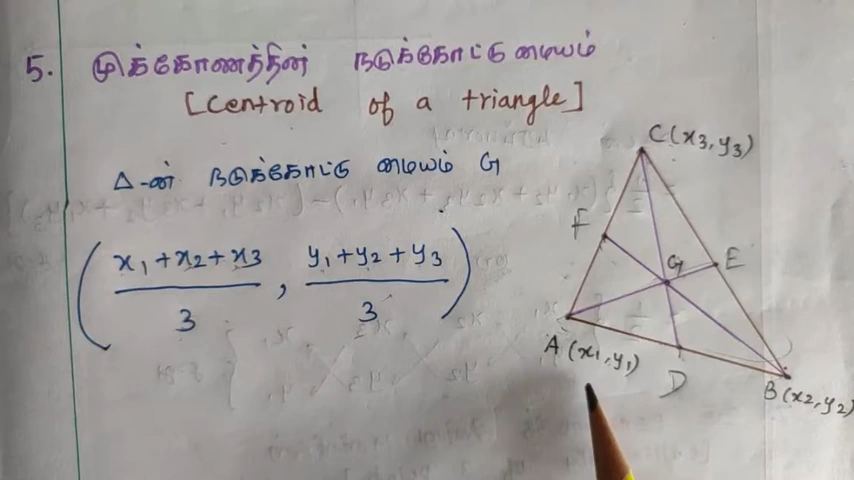 5. முக்கோணத்தின் நடுக்கோட்டு மையம்
[Centroid of a triangle]
Δ-ன் நடுக்கோட்டு மையம் G
( x₁ + x₂ + x₃ / 3 , y₁ + y₂ + y₃ / 3 )
C(x₃, y₃)
F
G
E
A (x₁, y₁)
D
B (x₂, y₂)